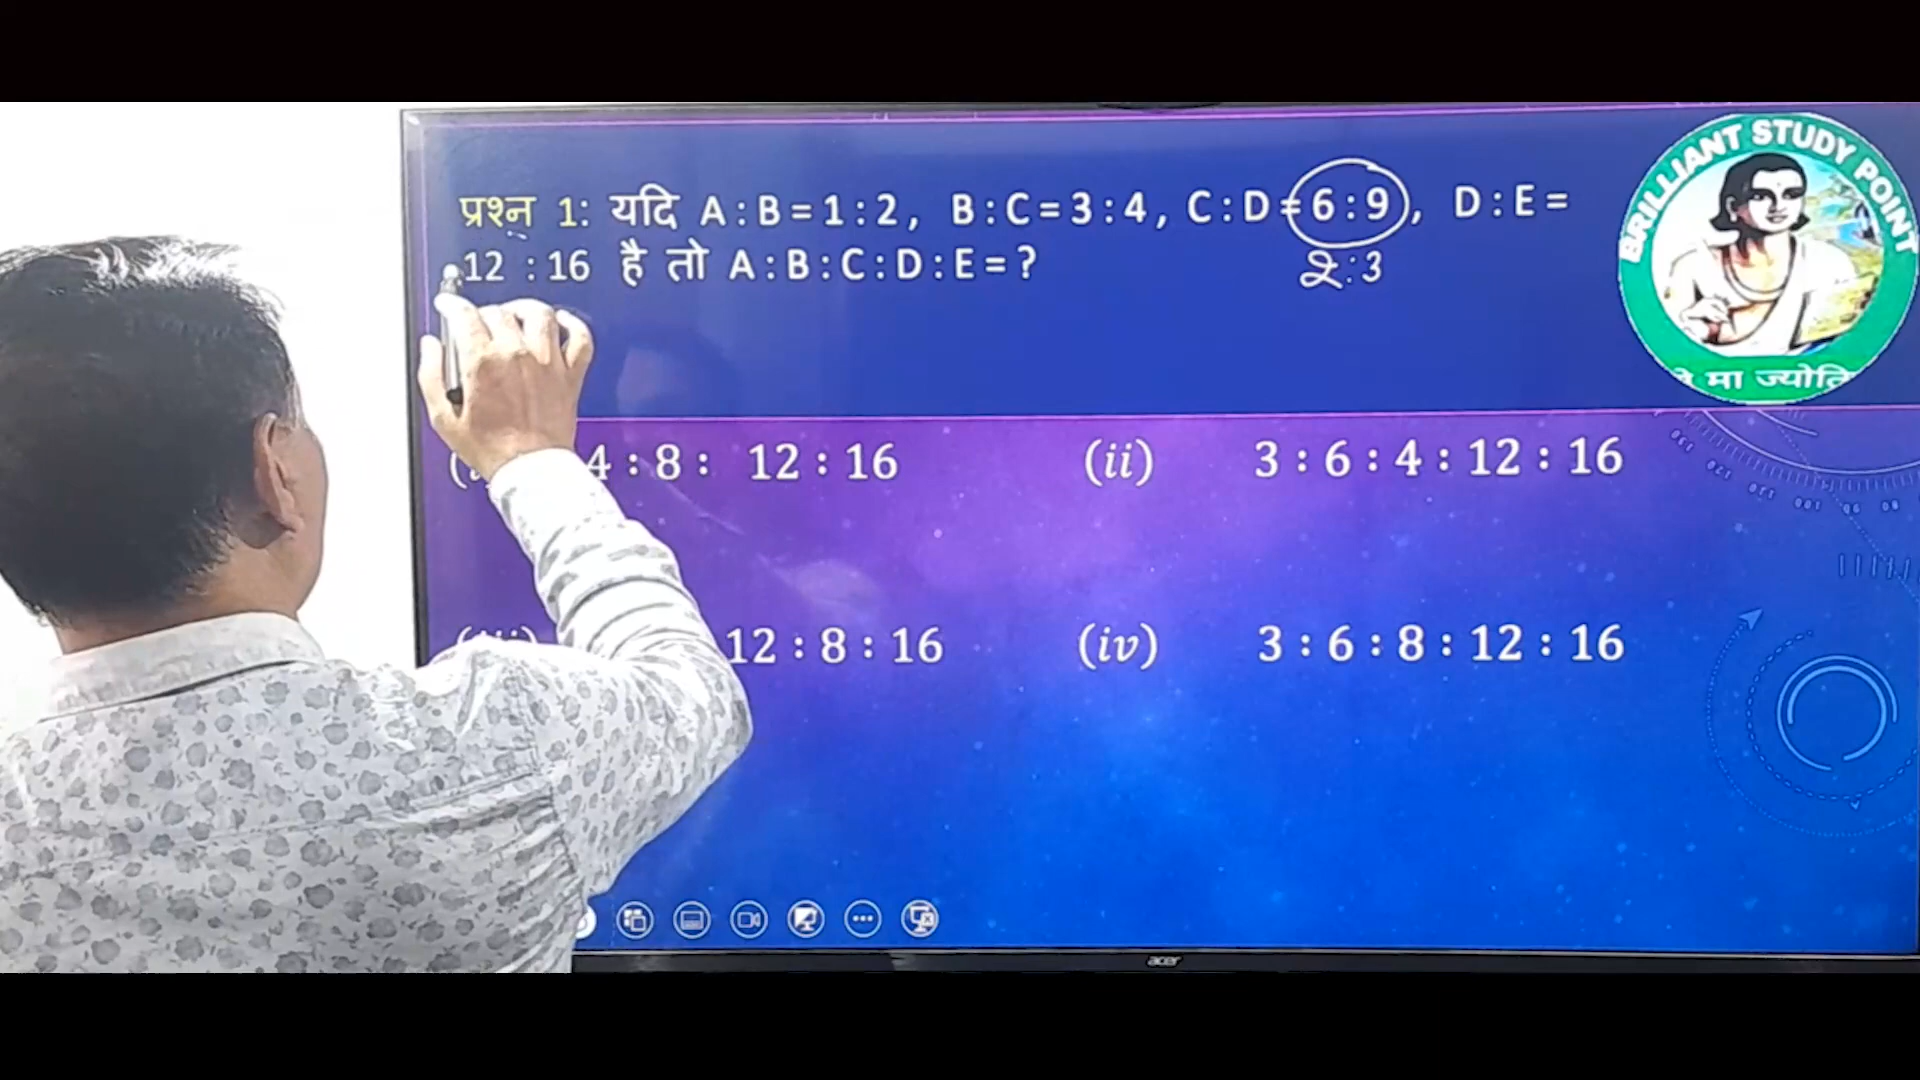 प्रश्न 1: यदि A : B = 1 : 2, B : C = 3 : 4, C : D = 6 : 9, D : E =
12 : 16 है तो A : B : C : D : E = ?
2:3
BRILLIANT STUDY POINT
मा ज्योति
4 : 8 : 12 : 16
(ii) 3 : 6 : 4 : 12 : 16
12 : 8 : 16
(iv) 3 : 6 : 8 : 12 : 16
acer